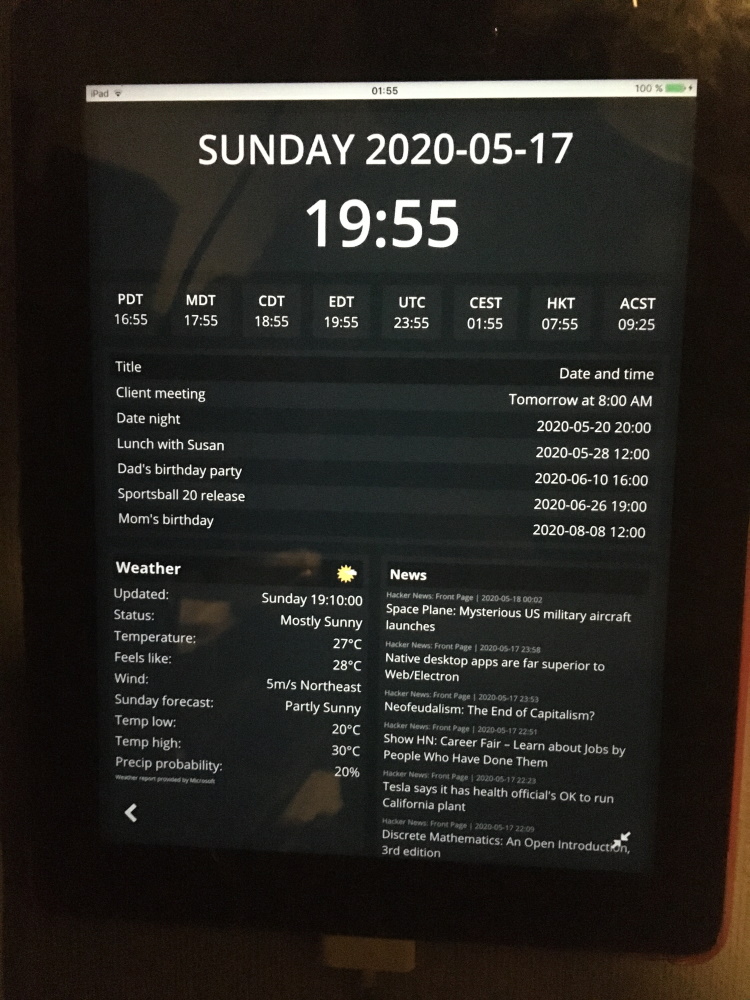 iPad 01:55 100 %
SUNDAY 2020-05-17
19:55
PDT MDT CDT EDT UTC CEST HKT ACST
16:55 17:55 18:55 19:55 23:55 01:55 07:55 09:25
Title Date and time
Client meeting Tomorrow at 8:00 AM
Date night 2020-05-20 20:00
Lunch with Susan 2020-05-28 12:00
Dad's birthday party 2020-06-10 16:00
Sportsball 20 release 2020-06-26 19:00
Mom's birthday 2020-08-08 12:00
Weather
Updated: Sunday 19:10:00
Status: Mostly Sunny
Temperature: 27°C
Feels like: 28°C
Wind: 5m/s Northeast
Sunday forecast: Partly Sunny
Temp low: 20°C
Temp high: 30°C
Precip probability: 20%
Weather report provided by Microsoft
News
Hacker News: Front Page | 2020-05-18 00:02
Space Plane: Mysterious US military aircraft
launches
Hacker News: Front Page | 2020-05-17 23:58
Native desktop apps are far superior to
Web/Electron
Hacker News: Front Page | 2020-05-17 23:53
Neofeudalism: The End of Capitalism?
Hacker News: Front Page | 2020-05-17 22:51
Show HN: Career Fair – Learn about Jobs by
People Who Have Done Them
Hacker News: Front Page | 2020-05-17 22:23
Tesla says it has health official's OK to run
California plant
Hacker News: Front Page | 2020-05-17 22:09
Discrete Mathematics: An Open Introduction,
3rd edition